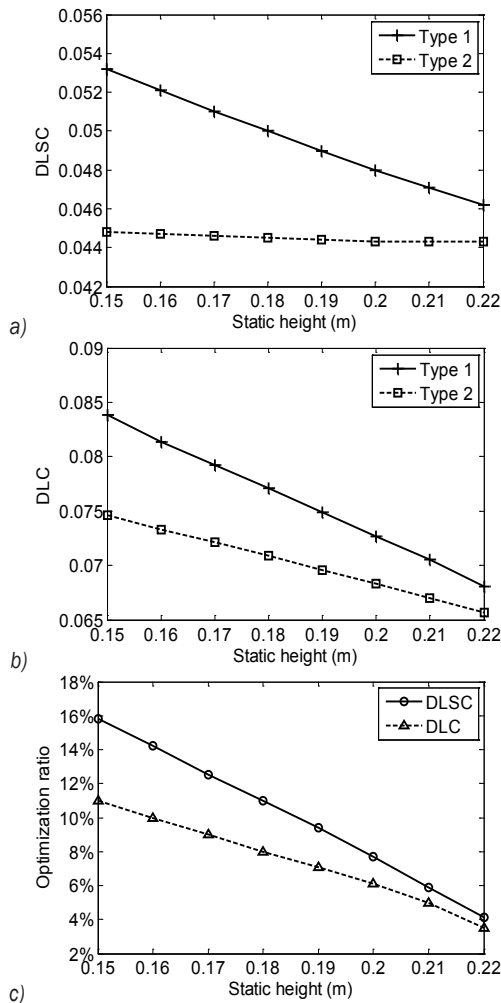 0.056
0.054
0.052
0.05
0.048
0.046
0.044
0.042
DLSC
Type 1
Type 2
0.15 0.16 0.17 0.18 0.19 0.2 0.21 0.22
Static height (m)
a)
0.09
0.085
0.08
0.075
0.07
0.065
DLC
Type 1
Type 2
0.15 0.16 0.17 0.18 0.19 0.2 0.21 0.22
Static height (m)
b)
18%
16%
14%
12%
10%
8%
6%
4%
2%
Optimization ratio
DLSC
DLC
0.15 0.16 0.17 0.18 0.19 0.2 0.21 0.22
Static height (m)
c)